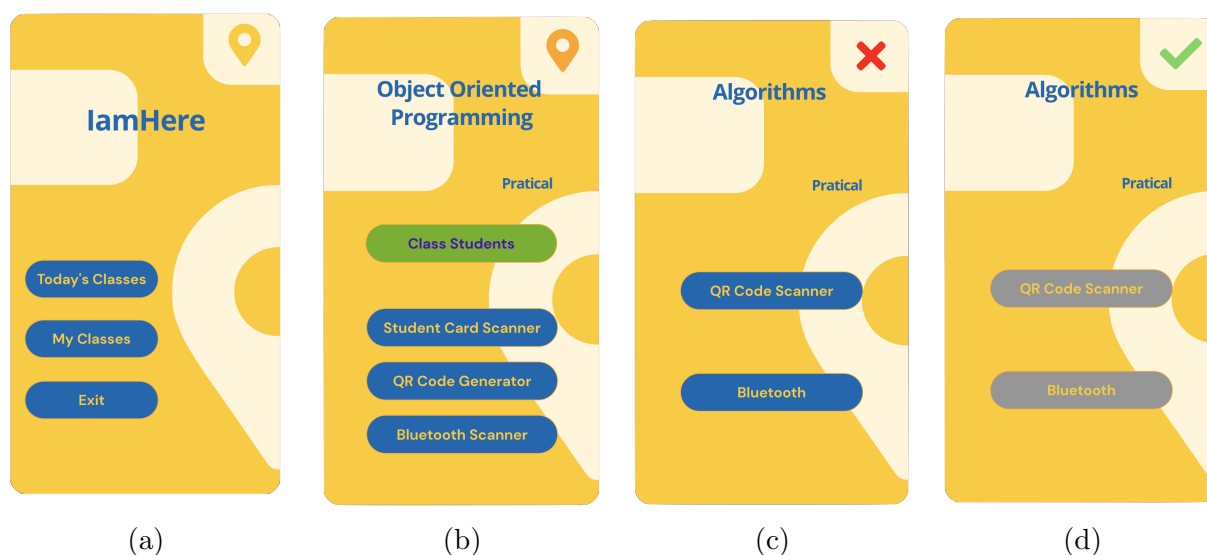 IamHere
Today's Classes
My Classes
Exit
(a)
Object Oriented
Programming
Pratical
Class Students
Student Card Scanner
QR Code Generator
Bluetooth Scanner
(b)
Algorithms
Pratical
QR Code Scanner
Bluetooth
(c)
Algorithms
Pratical
QR Code Scanner
Bluetooth
(d)